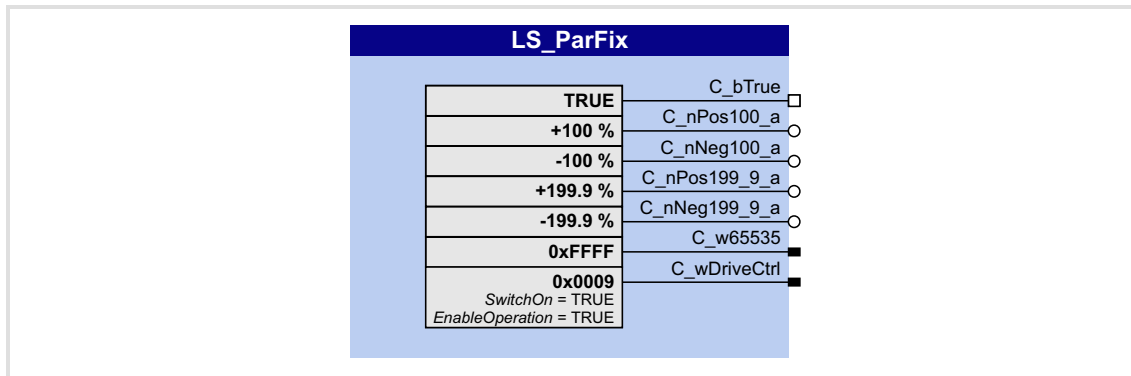 LS_ParFix
TRUE
C_bTrue
+100 %
C_nPos100_a
-100 %
C_nNeg100_a
+199.9 %
C_nPos199_9_a
-199.9 %
C_nNeg199_9_a
0xFFFF
C_w65535
0x0009
C_wDriveCtrl
SwitchOn = TRUE
EnableOperation = TRUE